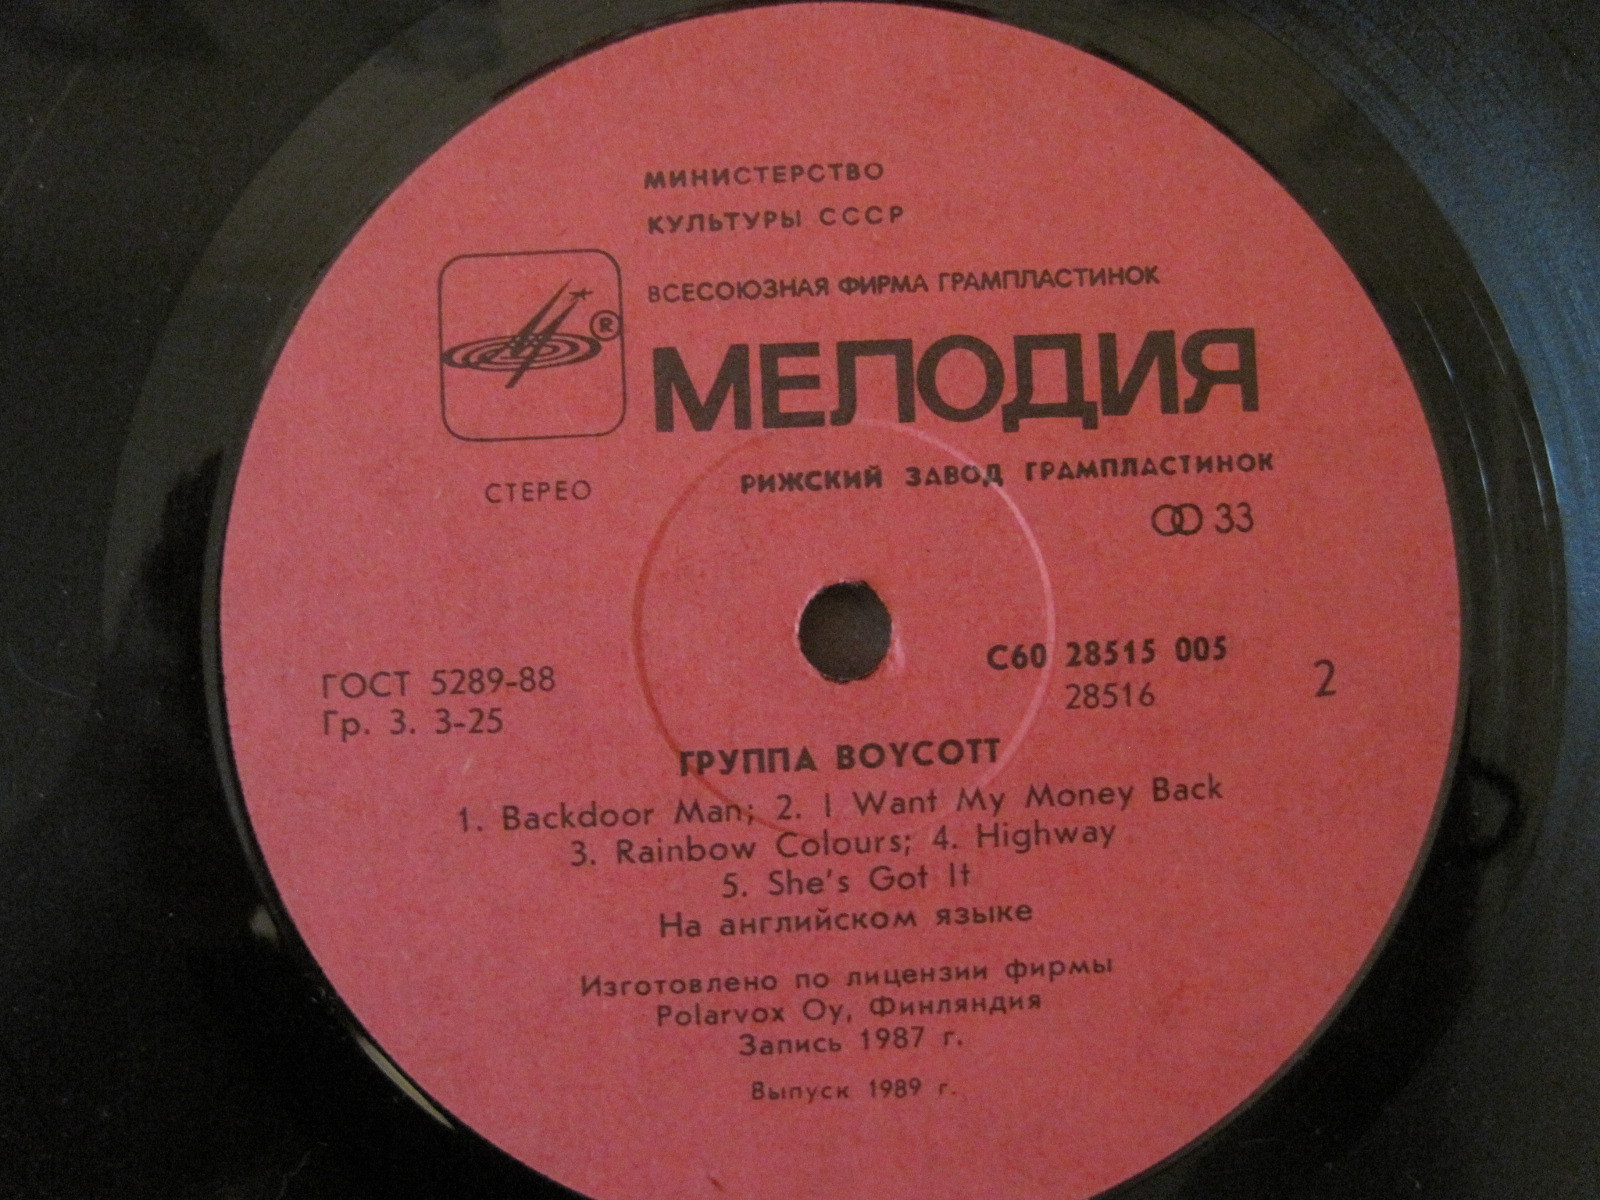 МИНИСТЕРСТВО
КУЛЬТУРЫ СССР
ВСЕСОЮЗНАЯ ФИРМА ГРАМПЛАСТИНОК
®
МЕЛОДИЯ
СТЕРЕО
РИЖСКИЙ ЗАВОД ГРАМПЛАСТИНОК
33
ГОСТ 5289-88
Гр. 3. 3-25
С60 28515 005
28516
2
ГРУППА BOYCOTT
1. Backdoor Man; 2. I Want My Money Back
3. Rainbow Colours; 4. Highway
5. She's Got It
На английском языке
Изготовлено по лицензии фирмы
Polarvox Oy, Финляндия
Запись 1987 г.
Выпуск 1989 г.